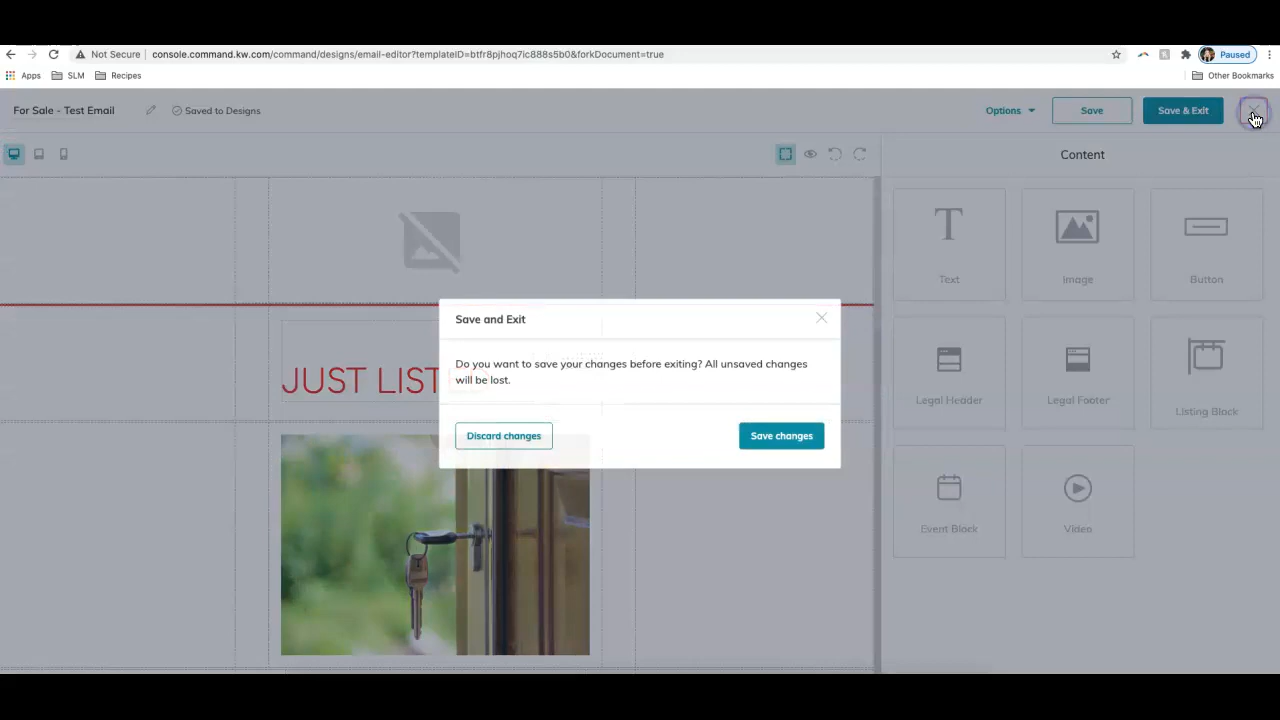 Not Secure console.command.kw.com/command/designs/email-editor?templateID=btfr8pjhoq7ic888s5b0&forkDocument=true Paused
Apps SLM Recipes Other Bookmarks
For Sale - Test Email Saved to Designs Options Save Save & Exit
Content
Text Image Button
Save and Exit
Do you want to save your changes before exiting? All unsaved changes
will be lost.
JUST LIST
Legal Header Legal Footer Listing Block
Discard changes Save changes
Event Block Video